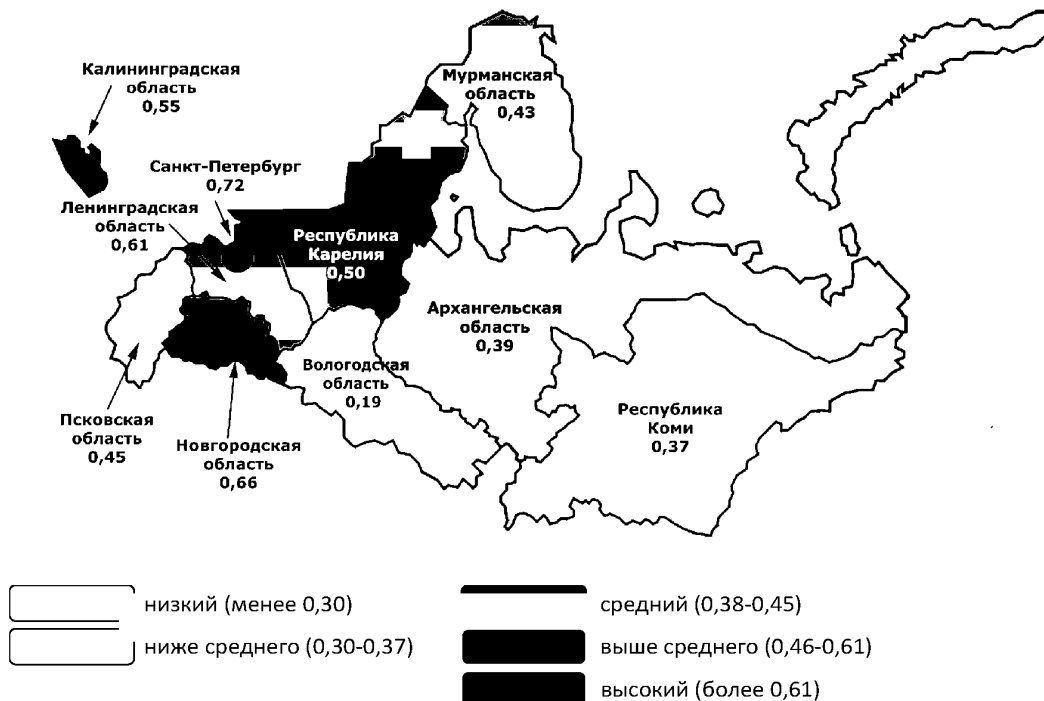 Калининградская
область
0,55
Мурманская
область
0,43
Санкт-Петербург
0,72
Ленинградская
область
0,61
Республика
Карелия
0,50
Архангельская
область
0,39
Вологодская
область
0,19
Республика
Коми
0,37
Псковская
область
0,45
Новгородская
область
0,66
низкий (менее 0,30)
ниже среднего (0,30-0,37)
средний (0,38-0,45)
выше среднего (0,46-0,61)
высокий (более 0,61)